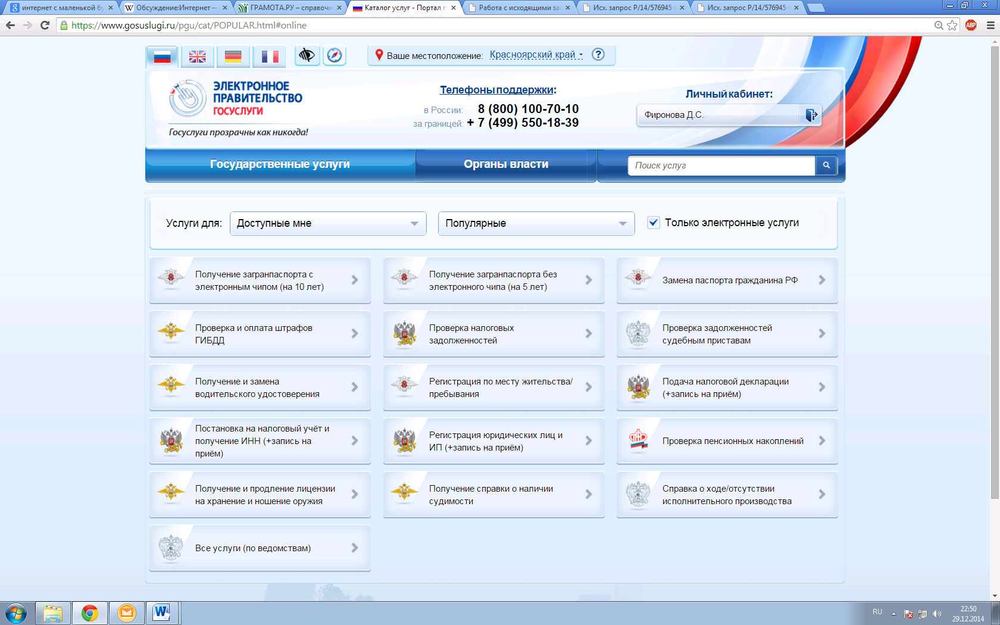 интернет с маленькой бу
Обсуждение:Интернет —
ГРАМОТА.РУ – справочн
Каталог услуг - Портал г
Работа с исходящими за
Исх. запрос Р/14/576945
Исх. запрос Р/14/576945
https://www.gosuslugi.ru/pgu/cat/POPULAR.html#online
ABP
Ваше местоположение: Красноярский край
?
ЭЛЕКТРОННОЕ
ПРАВИТЕЛЬСТВО
ГОСУСЛУГИ
Госуслуги прозрачны как никогда!
Телефоны поддержки:
в России: 8 (800) 100-70-10
за границей: + 7 (499) 550-18-39
Личный кабинет:
Фиронова Д.С.
Государственные услуги
Органы власти
Поиск услуг
Услуги для:
Доступные мне
Популярные
Только электронные услуги
Получение загранпаспорта с
электронным чипом (на 10 лет)
Получение загранпаспорта без
электронного чипа (на 5 лет)
Замена паспорта гражданина РФ
Проверка и оплата штрафов
ГИБДД
Проверка налоговых
задолженностей
Проверка задолженностей
судебным приставам
Получение и замена
водительского удостоверения
Регистрация по месту жительства/
пребывания
Подача налоговой декларации
(+запись на приём)
Постановка на налоговый учёт и
получение ИНН (+запись на
приём)
Регистрация юридических лиц и
ИП (+запись на приём)
Проверка пенсионных накоплений
Получение и продление лицензии
на хранение и ношение оружия
Получение справки о наличии
судимости
Справка о ходе/отсутствии
исполнительного производства
Все услуги (по ведомствам)
RU
22:50
29.12.2014